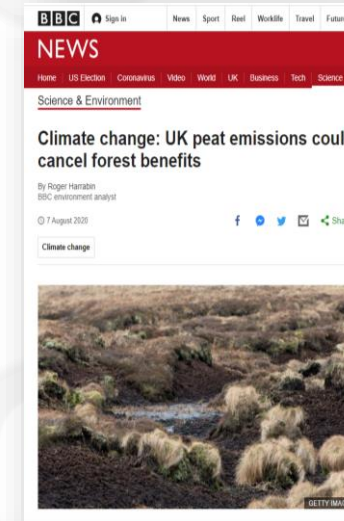 BBC Sign in News Sport Reel Worklife Travel Future
NEWS
Home US Election Coronavirus Video World UK Business Tech Science
Science & Environment
Climate change: UK peat emissions coul
cancel forest benefits
By Roger Harrabin
BBC environment analyst
7 August 2020
Sha
Climate change
GETTY IMAG